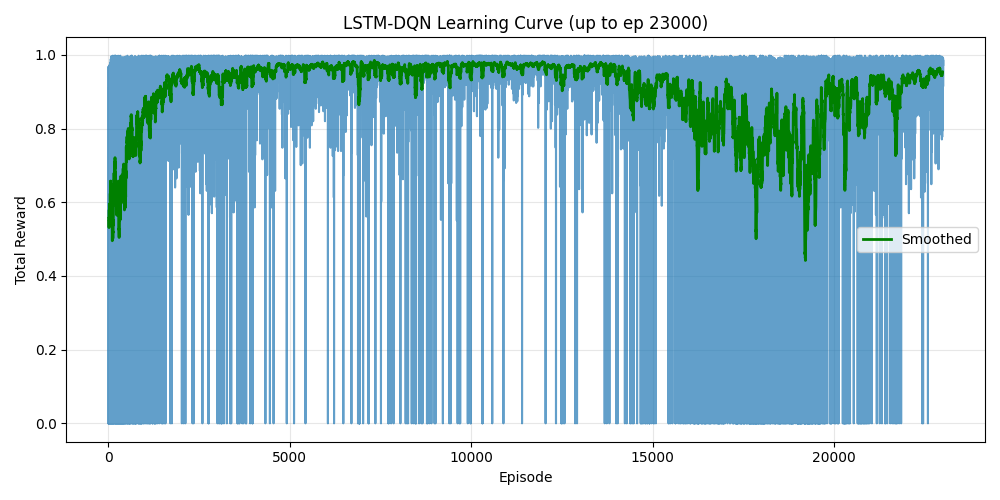 LSTM-DQN Learning Curve (up to ep 23000)
1.0
0.8
0.6
0.4
0.2
0.0
Total Reward
Smoothed
0 5000 10000 15000 20000
Episode